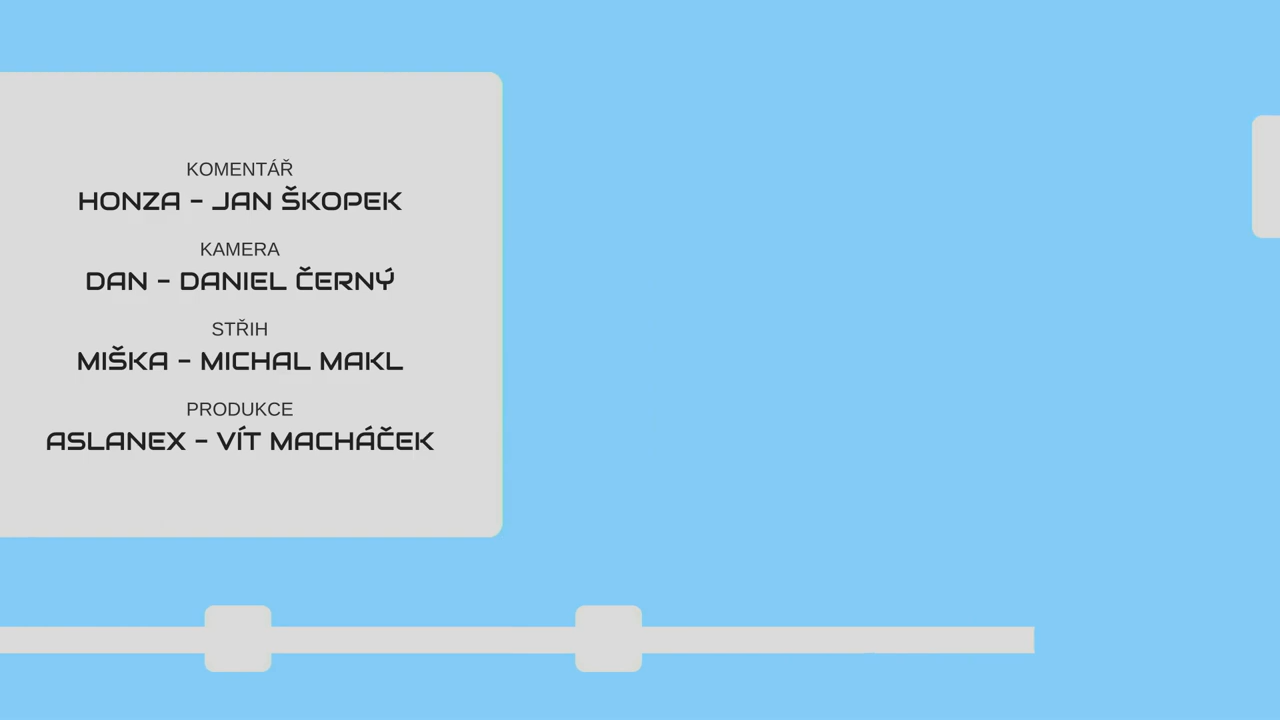 KOMENTÁŘ
HONZA – JAN ŠKOPEK
KAMERA
DAN – DANIEL ČERNÝ
STŘIH
MIŠKA – MICHAL MAKL
PRODUKCE
ASLANEX – VÍT MACHÁČEK